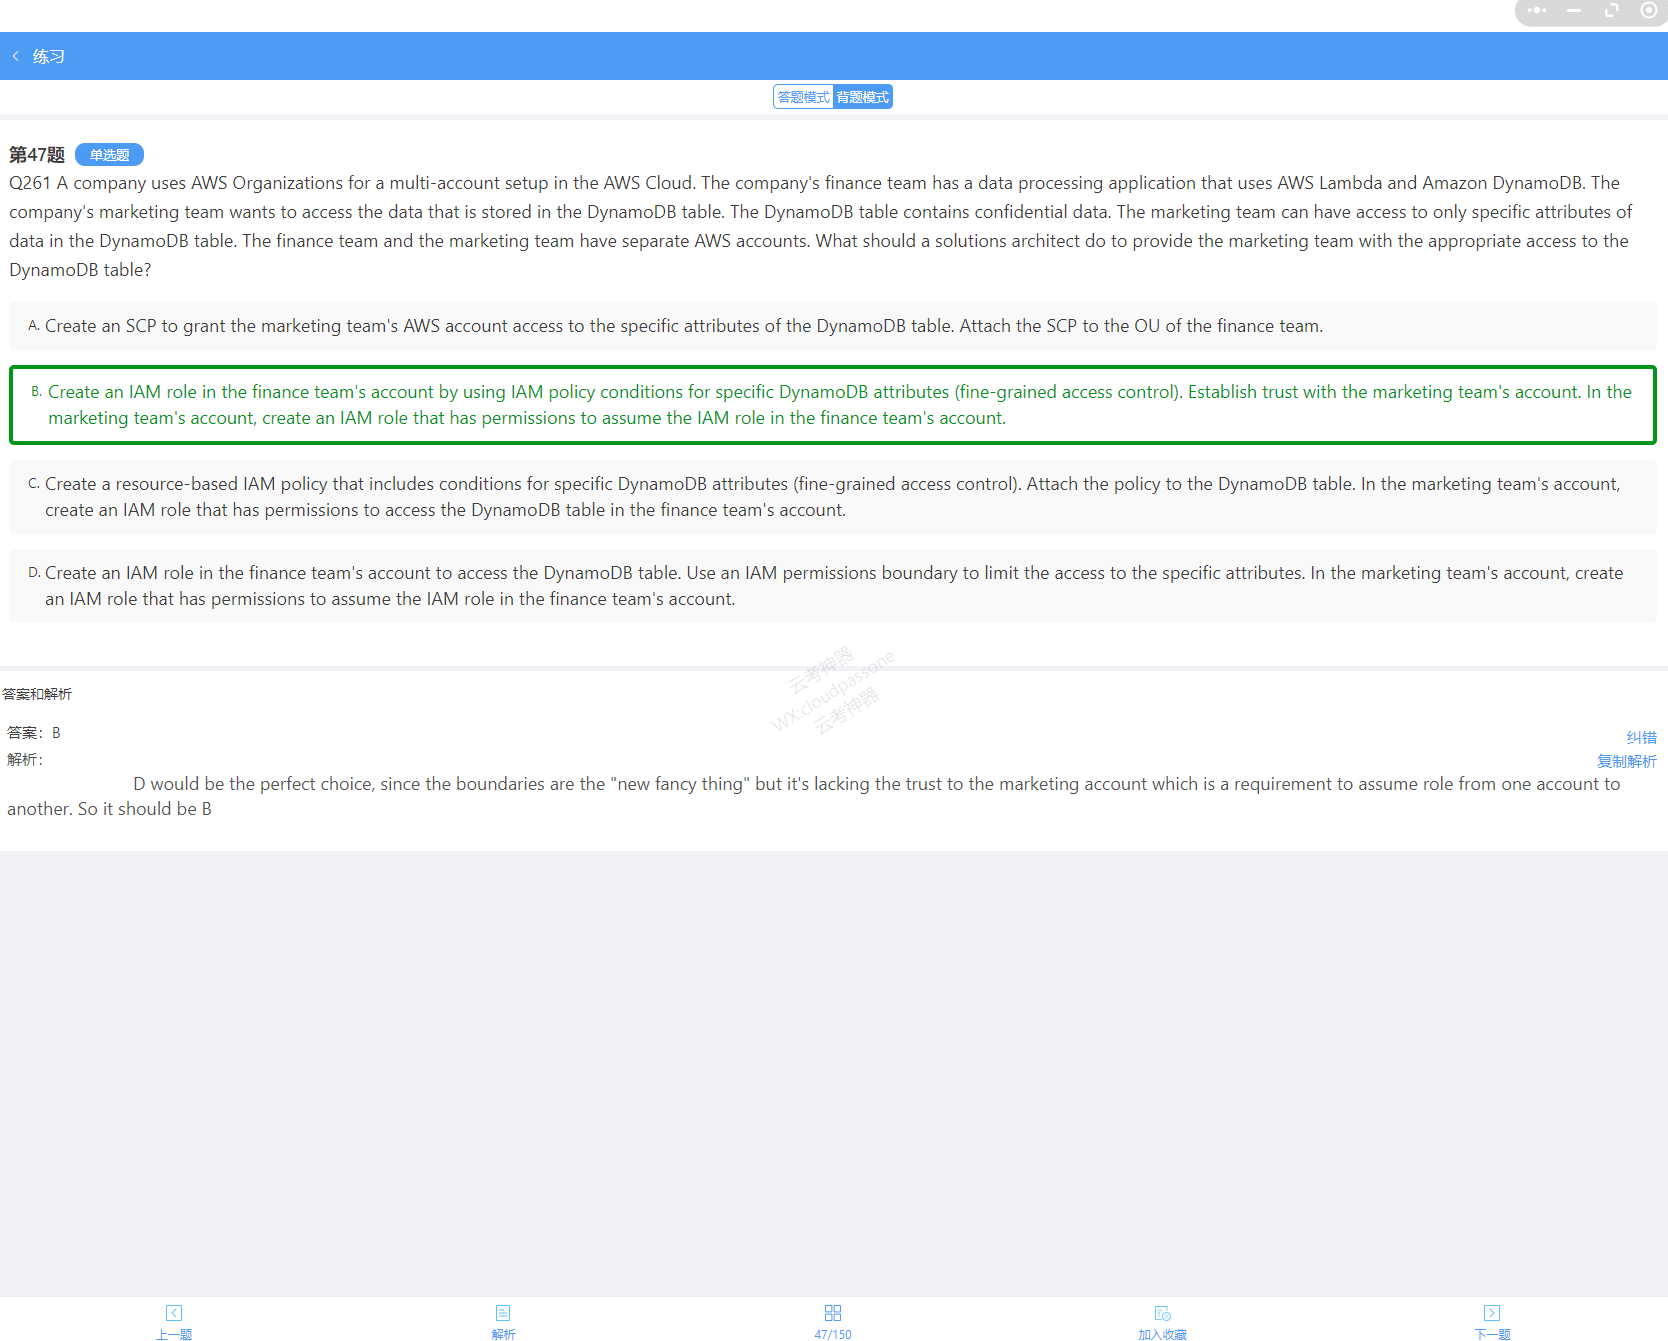 练习
答题模式 背题模式
第47题 单选题
Q261 A company uses AWS Organizations for a multi-account setup in the AWS Cloud. The company's finance team has a data processing application that uses AWS Lambda and Amazon DynamoDB. The
company's marketing team wants to access the data that is stored in the DynamoDB table. The DynamoDB table contains confidential data. The marketing team can have access to only specific attributes of
data in the DynamoDB table. The finance team and the marketing team have separate AWS accounts. What should a solutions architect do to provide the marketing team with the appropriate access to the
DynamoDB table?
A. Create an SCP to grant the marketing team's AWS account access to the specific attributes of the DynamoDB table. Attach the SCP to the OU of the finance team.
B. Create an IAM role in the finance team's account by using IAM policy conditions for specific DynamoDB attributes (fine-grained access control). Establish trust with the marketing team's account. In the
marketing team's account, create an IAM role that has permissions to assume the IAM role in the finance team's account.
C. Create a resource-based IAM policy that includes conditions for specific DynamoDB attributes (fine-grained access control). Attach the policy to the DynamoDB table. In the marketing team's account,
create an IAM role that has permissions to access the DynamoDB table in the finance team's account.
D. Create an IAM role in the finance team's account to access the DynamoDB table. Use an IAM permissions boundary to limit the access to the specific attributes. In the marketing team's account, create
an IAM role that has permissions to assume the IAM role in the finance team's account.
云考神器
WX:cloudpassone
云考神器
答案和解析
答案：B
纠错
解析：
复制解析
D would be the perfect choice, since the boundaries are the "new fancy thing" but it's lacking the trust to the marketing account which is a requirement to assume role from one account to
another. So it should be B
上一题 解析 47/150 加入收藏 下一题